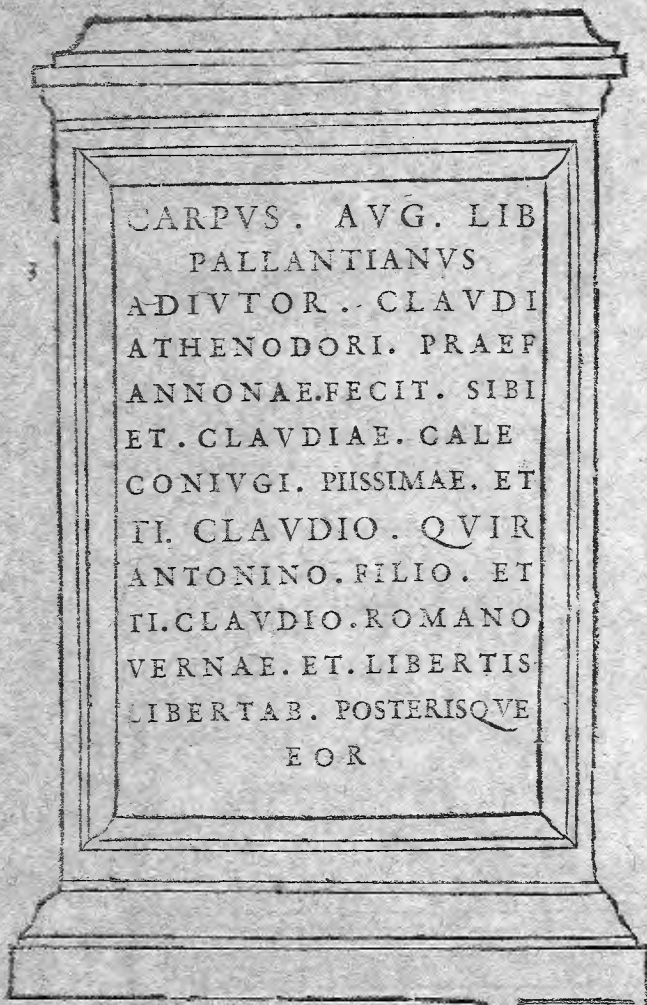 CARPVS . AVG . LIB
PALLANTIANVS
ADIVTOR . CLAVDI
ATHENODORI . PRAEF
ANNONAE . FECIT . SIBI
ET . CLAVDIAE . CALE
CONIVGI . PIISSIMAE . ET
TI . CLAVDIO . QVIR
ANTONINO . FILIO . ET
TI . CLAVDIO . ROMANO
VERNAE . ET . LIBERTIS
LIBERTAB . POSTERISQVE
EOR